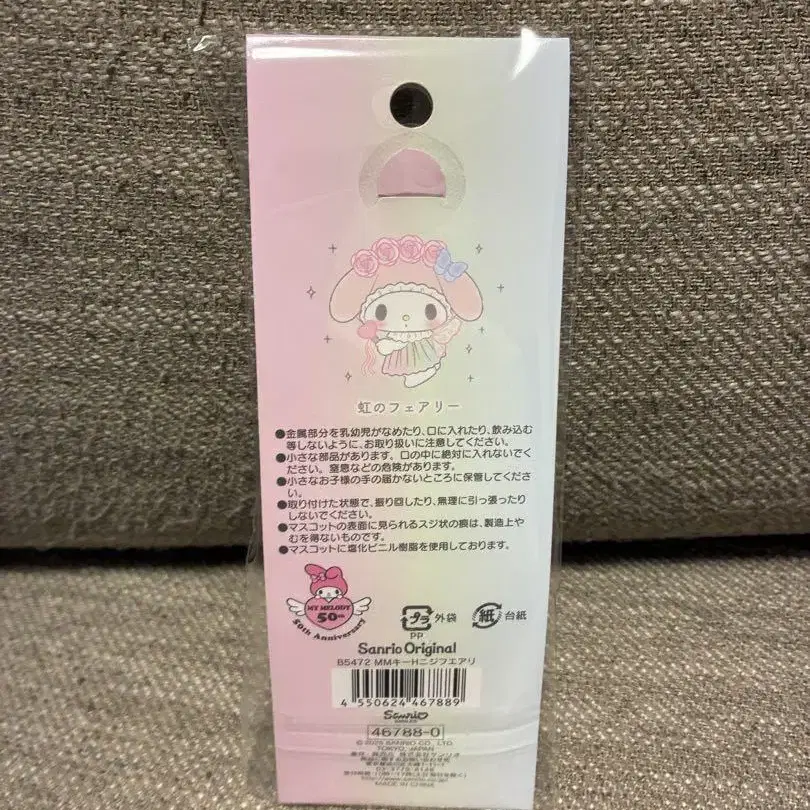 虹のフェアリー
●金属部分を乳幼児がなめたり、口に入れたり、飲み込む
等しないように、お取り扱いに注意してください。
●小さな部品があります。口の中に絶対に入れないでく
ださい。窒息などの危険があります。
●小さなお子様の手の届かないところに保管してくださ
い。
●取り付けた状態で、振り回したり、無理に引っ張ったり
しないでください。
●マスコットの表面に見られるスジ状の痕は、製造上や
むを得ないものです。
●マスコットに塩化ビニル樹脂を使用しております。
MY MELODY
50th
50th Anniversary
プラ 外袋
PP
紙 台紙
Sanrio Original
B5472 MMキーHニジフエアリ
4 550624 467889
Sanrio
46788-0
© 2025 SANRIO CO., LTD.
TOKYO, JAPAN
MADE IN CHINA